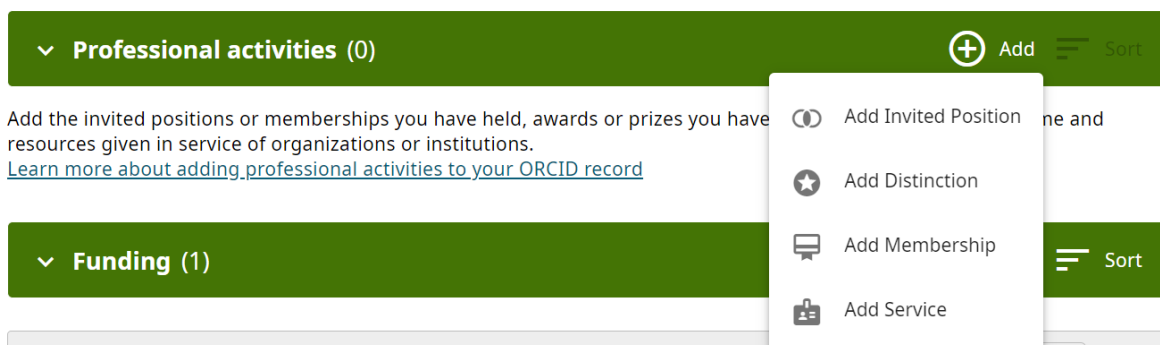 Professional activities (0)
Add
Sort
Add the invited positions or memberships you have held, awards or prizes you have
me and
resources given in service of organizations or institutions.
Learn more about adding professional activities to your ORCID record
Add Invited Position
Add Distinction
Add Membership
Add Service
Funding (1)
Sort